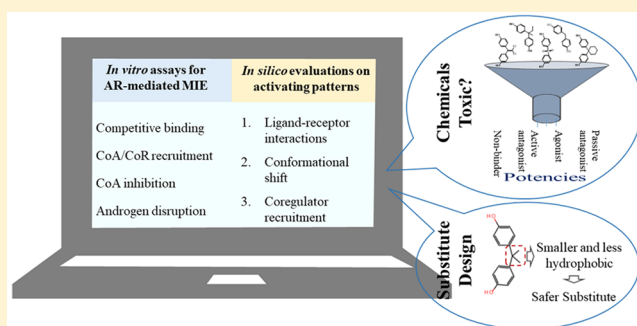 In vitro assays for
AR-mediated MIE
In silico evaluations on
activating patterns
Competitive binding
CoA/CoR recruitment
CoA inhibition
Androgen disruption
1. Ligand-receptor
interactions
2. Conformational
shift
3. Coregulator
recruitment
Chemicals
Toxic?
Non-binder
Active
antagonist
Agonist
Passive
antagonist
Potencies
Substitute
Design
HO
HO
Smaller and less
hydrophobic
Safer Substitute